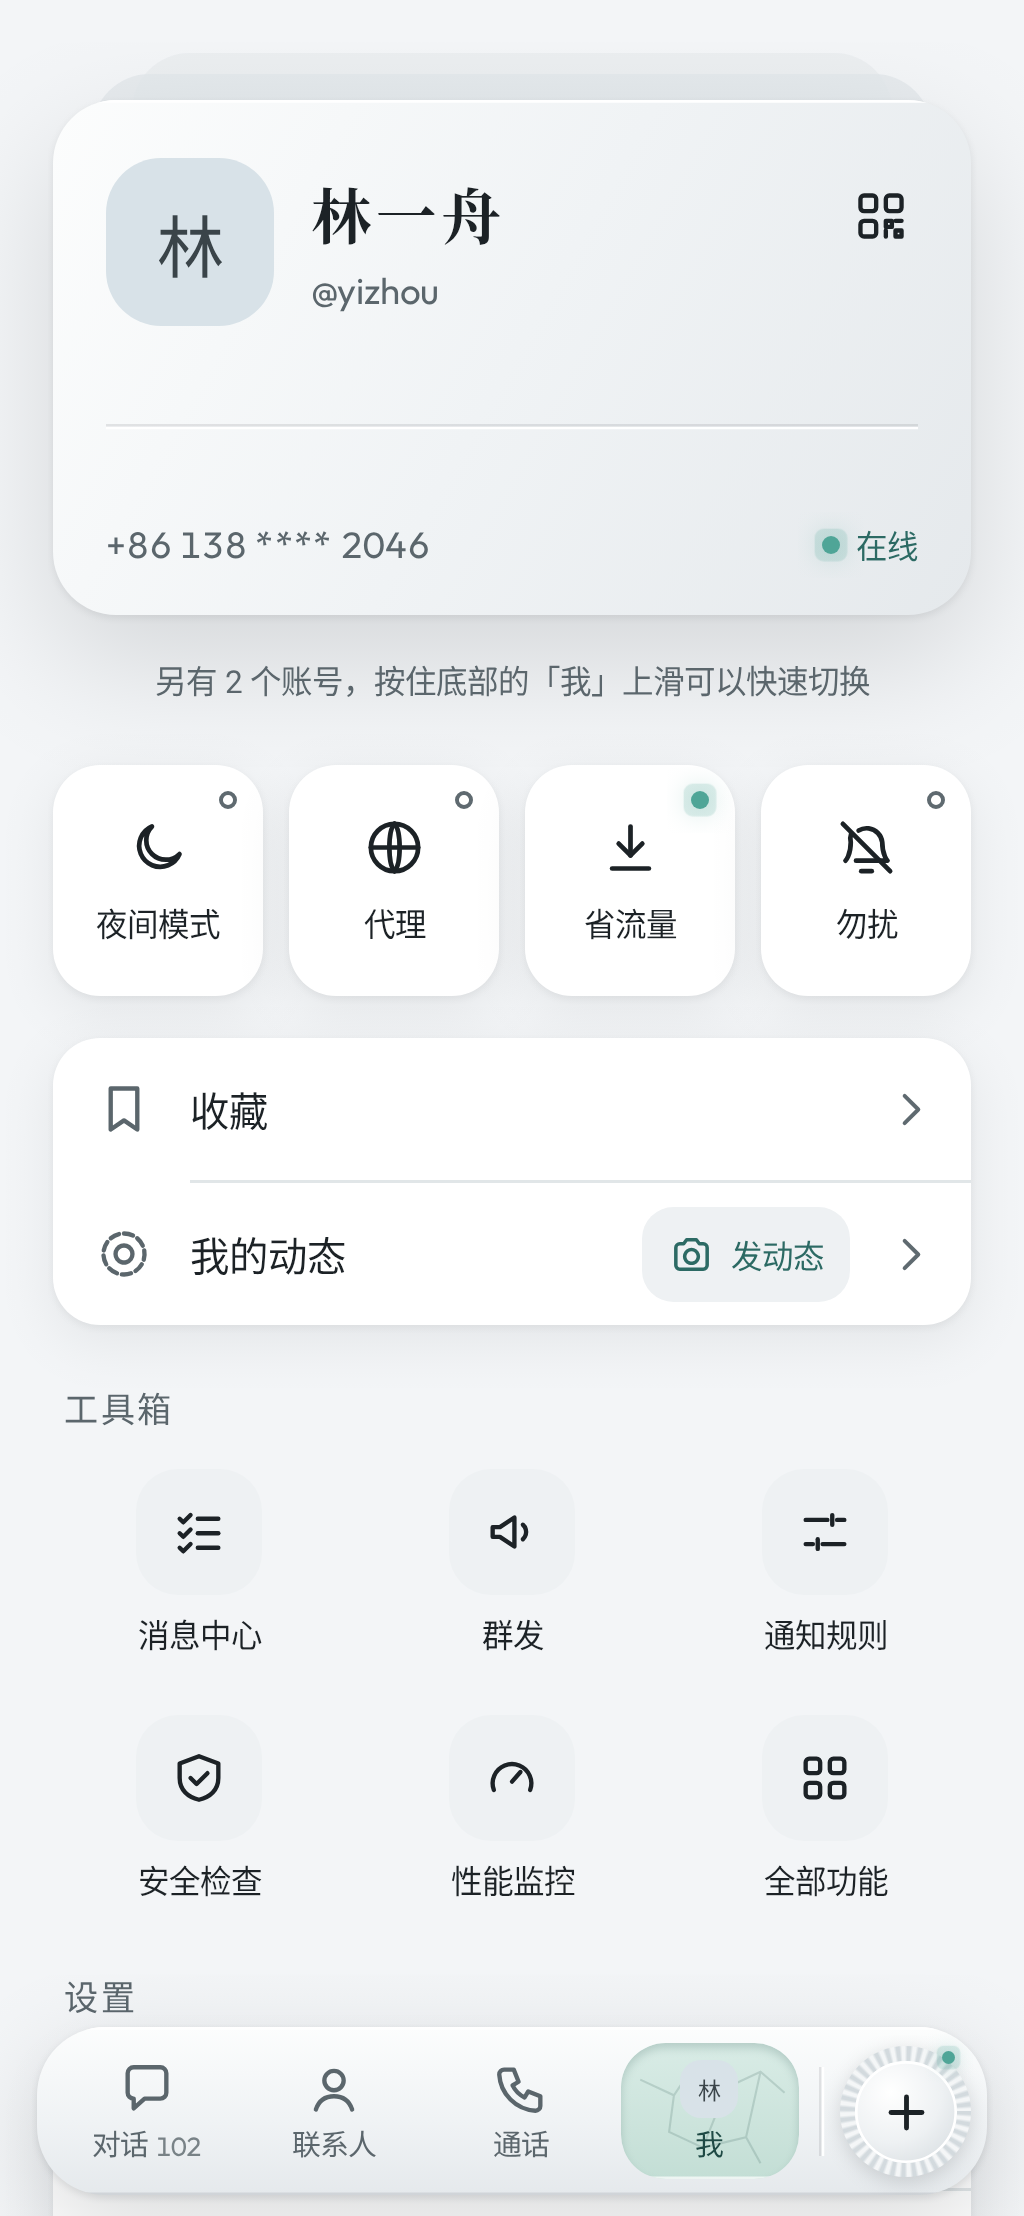 林
林一舟
@yizhou
+86 138 **** 2046
在线
另有 2 个账号，按住底部的「我」上滑可以快速切换
夜间模式
代理
省流量
勿扰
收藏
我的动态
发动态
工具箱
消息中心
群发
通知规则
安全检查
性能监控
全部功能
设置
对话 102
联系人
通话
林
我